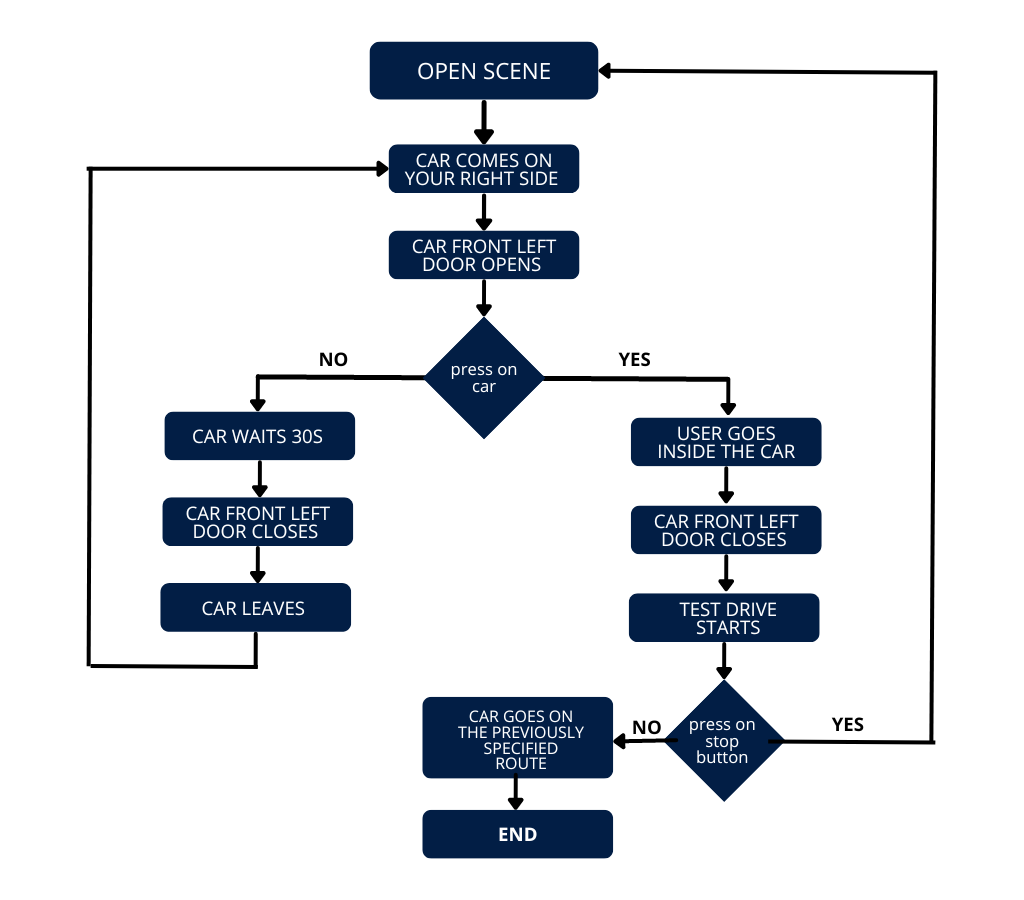 OPEN SCENE
CAR COMES ON
YOUR RIGHT SIDE
CAR FRONT LEFT
DOOR OPENS
press on
car
NO
YES
CAR WAITS 30S
CAR FRONT LEFT
DOOR CLOSES
CAR LEAVES
USER GOES
INSIDE THE CAR
CAR FRONT LEFT
DOOR CLOSES
TEST DRIVE
STARTS
press on
stop
button
NO
YES
CAR GOES ON
THE PREVIOUSLY
SPECIFIED
ROUTE
END